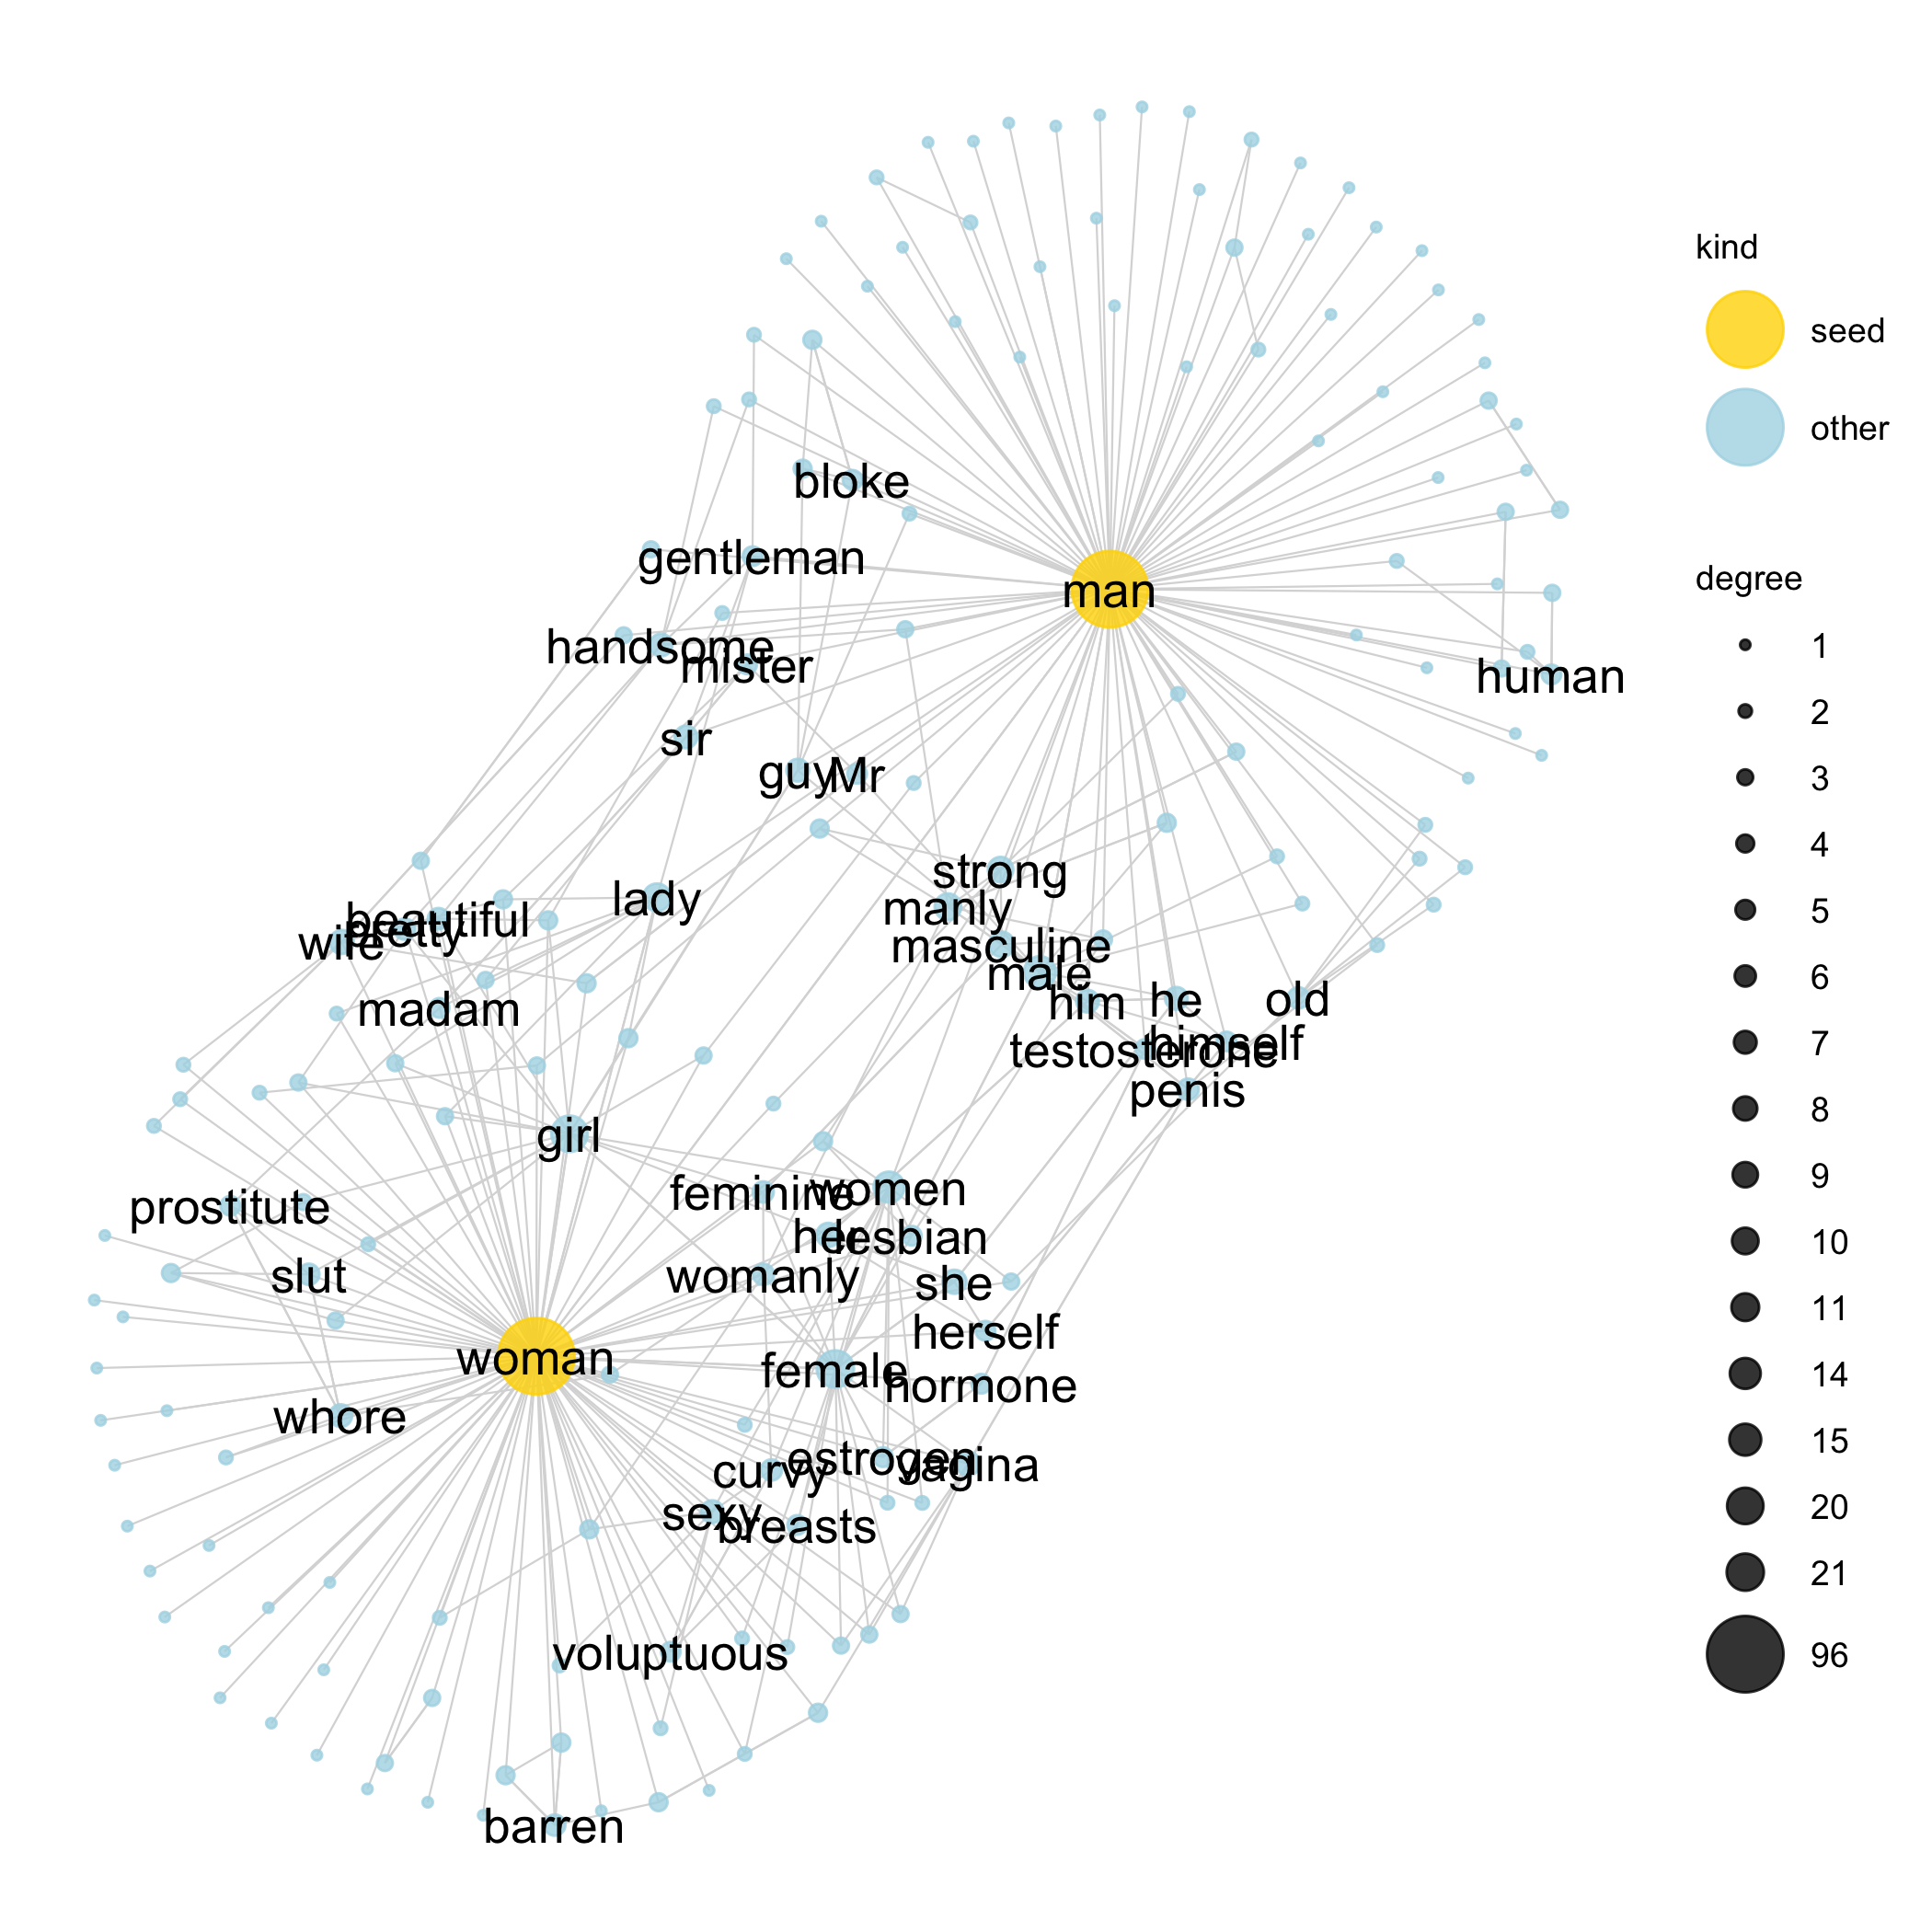 kind
seed
other
degree
1
2
3
4
5
6
7
8
9
10
11
14
15
20
21
96
bloke
gentleman
man
handsome
mister
human
sir
guy
Mr
strong
lady
manly
beautiful
pretty
wife
masculine
male
madam
him
he
old
testosterone
himself
penis
girl
feminine
women
prostitute
her
lesbian
slut
womanly
she
herself
woman
female
hormone
whore
estrogen
vagina
curvy
sexy
breasts
voluptuous
barren